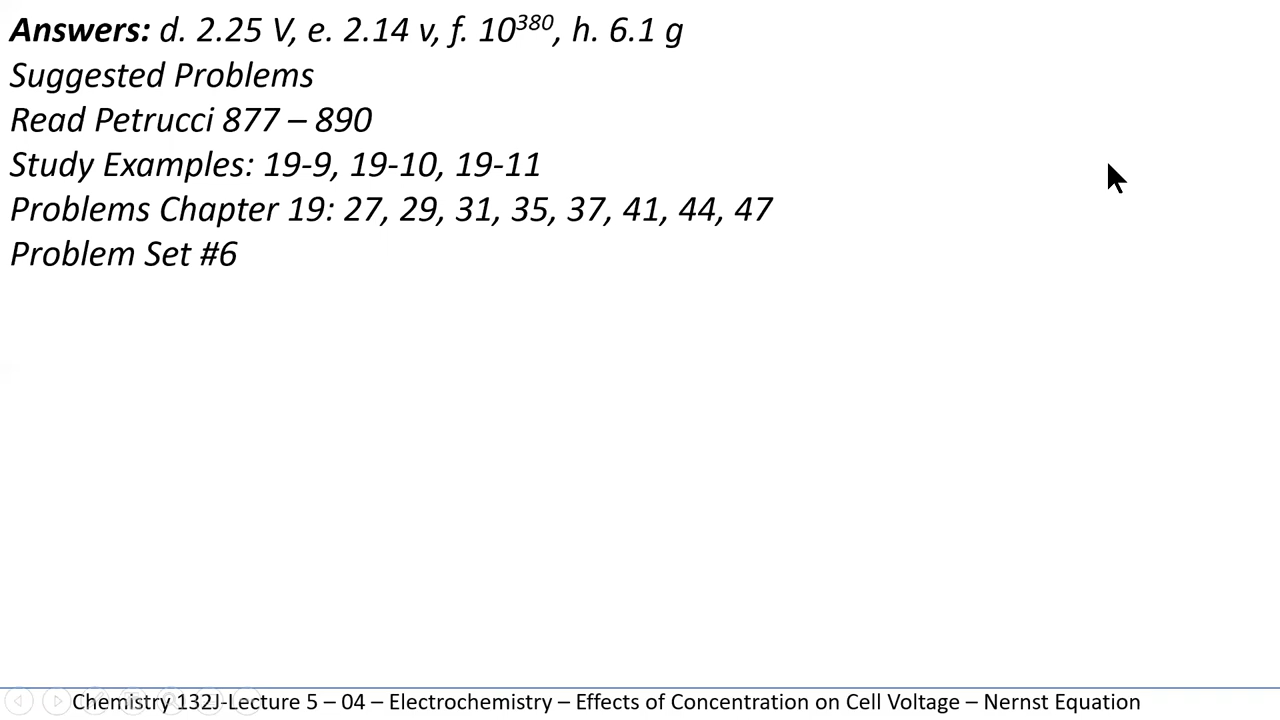 Answers: d. 2.25 V, e. 2.14 v, f. 10³⁸⁰, h. 6.1 g
Suggested Problems
Read Petrucci 877 – 890
Study Examples: 19-9, 19-10, 19-11
Problems Chapter 19: 27, 29, 31, 35, 37, 41, 44, 47
Problem Set #6
Chemistry 132J-Lecture 5 – 04 – Electrochemistry – Effects of Concentration on Cell Voltage – Nernst Equation